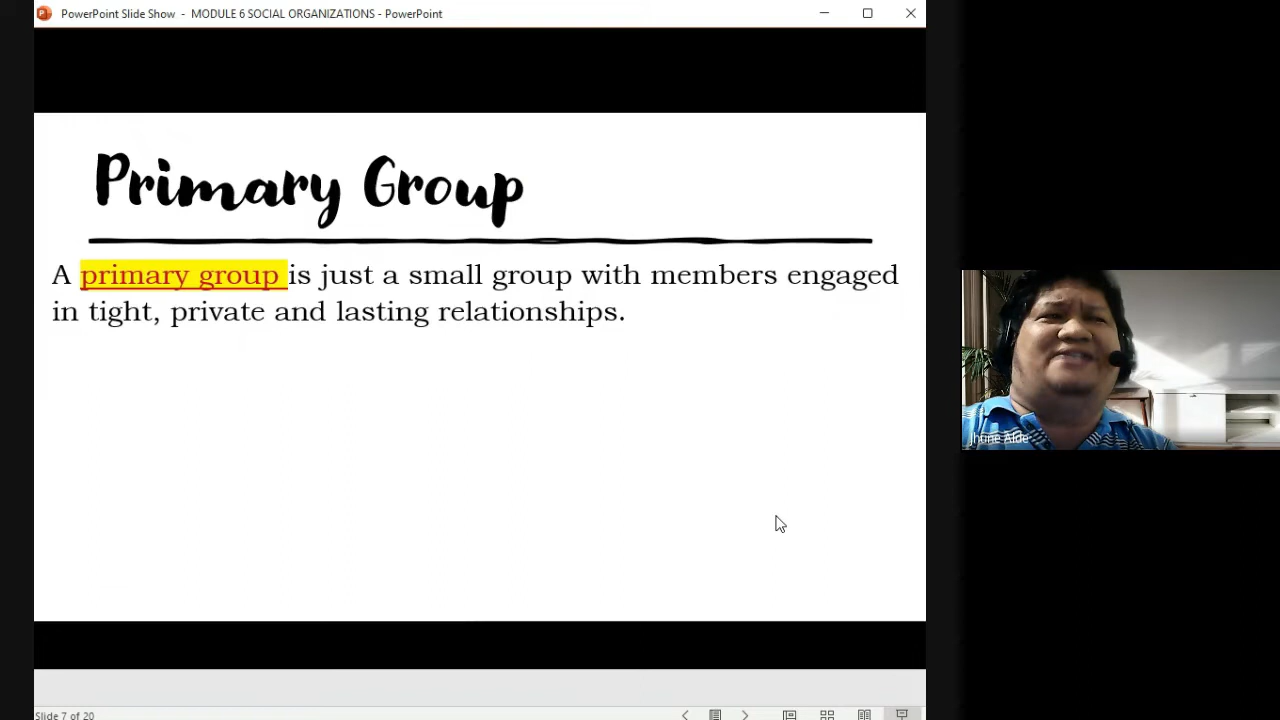 PowerPoint Slide Show - MODULE 6 SOCIAL ORGANIZATIONS - PowerPoint
Primary Group
A primary group is just a small group with members engaged
in tight, private and lasting relationships.
Jhune Alde
Slide 7 of 20